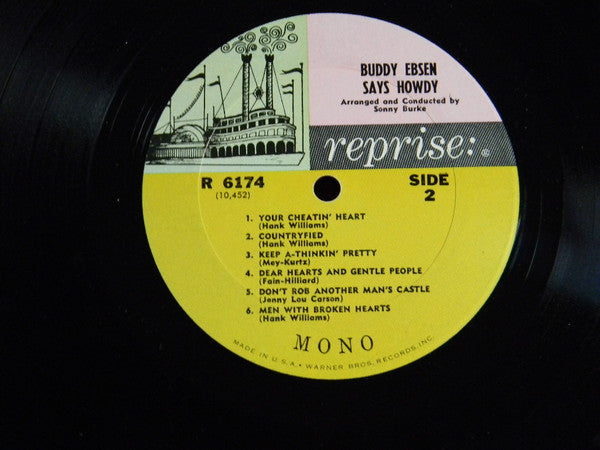 BUDDY EBSEN
SAYS HOWDY
Arranged and Conducted by
Sonny Burke
reprise:®
R 6174
(10,452)
SIDE
2
1. YOUR CHEATIN' HEART
(Hank Williams)
2. COUNTRYFIED
(Hank Williams)
3. KEEP A-THINKIN' PRETTY
(Mey-Kurtz)
4. DEAR HEARTS AND GENTLE PEOPLE
(Fain-Hilliard)
5. DON'T ROB ANOTHER MAN'S CASTLE
(Jenny Lou Carson)
6. MEN WITH BROKEN HEARTS
(Hank Williams)
MONO
MADE IN U.S.A. • WARNER BROS. RECORDS, INC.